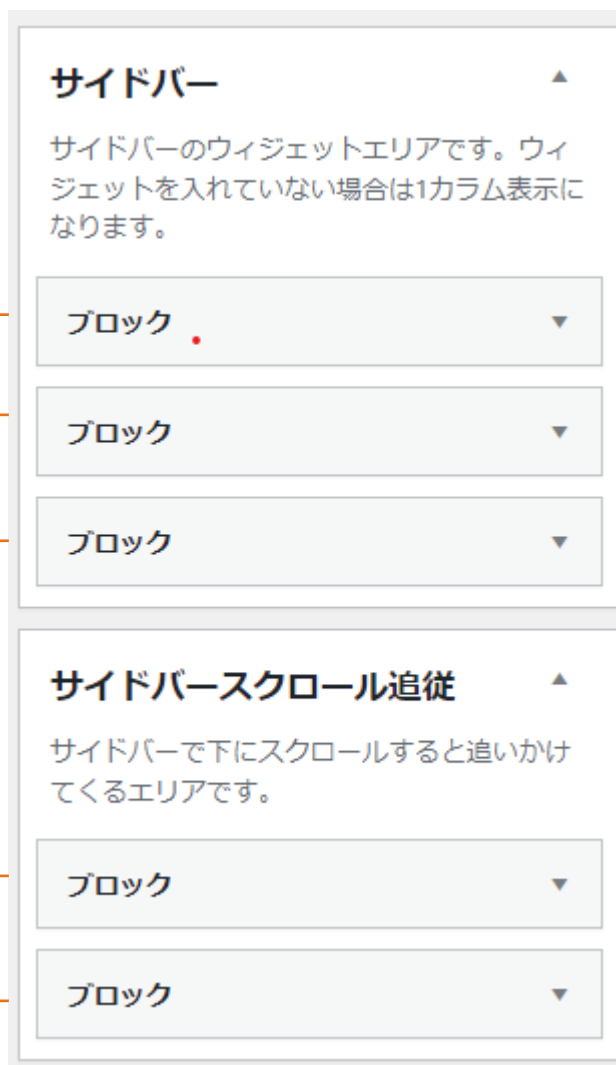 サイドバー
サイドバーのウィジェットエリアです。ウィ
ジェットを入れていない場合は1カラム表示に
なります。
ブロック
ブロック
ブロック
サイドバースクロール追従
サイドバーで下にスクロールすると追いかけ
てくるエリアです。
ブロック
ブロック